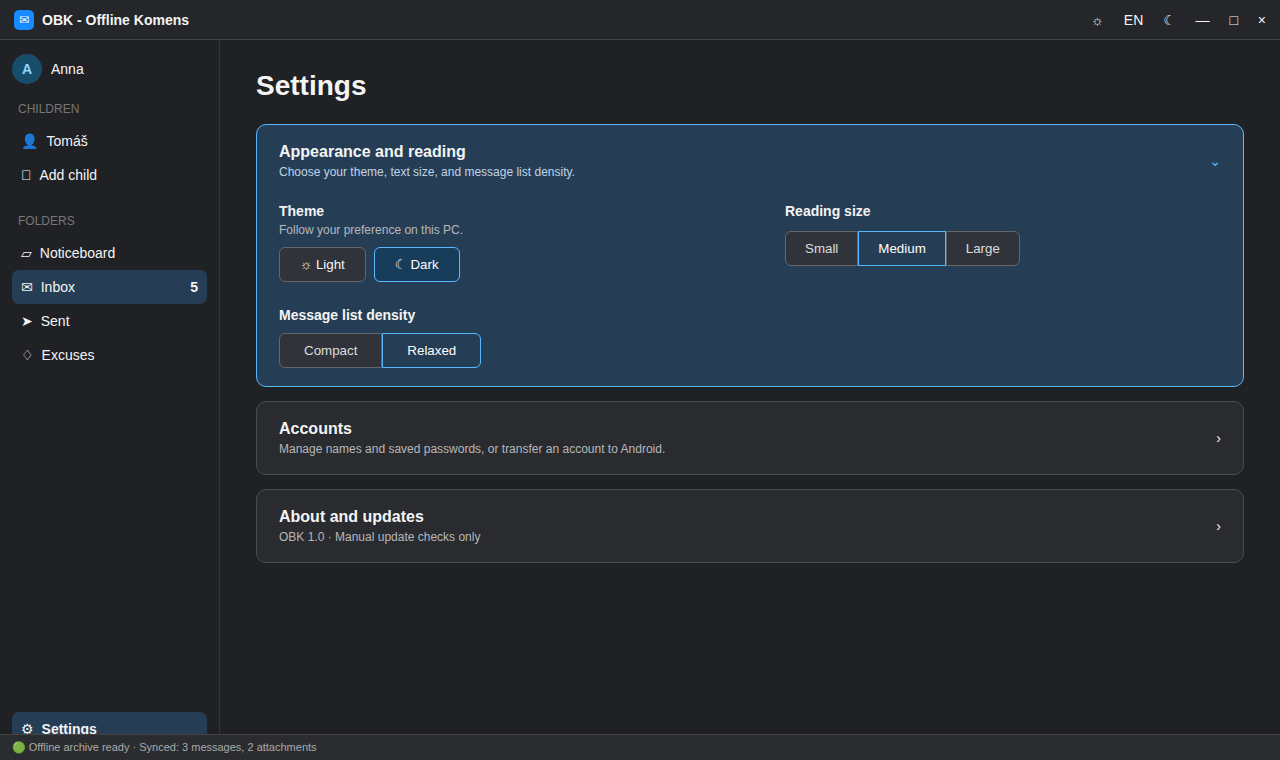 OBK - Offline Komens
EN
A Anna
CHILDREN
Tomáš
Add child
FOLDERS
Noticeboard
Inbox 5
Sent
Excuses
Settings
Settings
Appearance and reading
Choose your theme, text size, and message list density.
Theme
Follow your preference on this PC.
Light Dark
Reading size
Small Medium Large
Message list density
Compact Relaxed
Accounts
Manage names and saved passwords, or transfer an account to Android.
About and updates
OBK 1.0 · Manual update checks only
Offline archive ready · Synced: 3 messages, 2 attachments